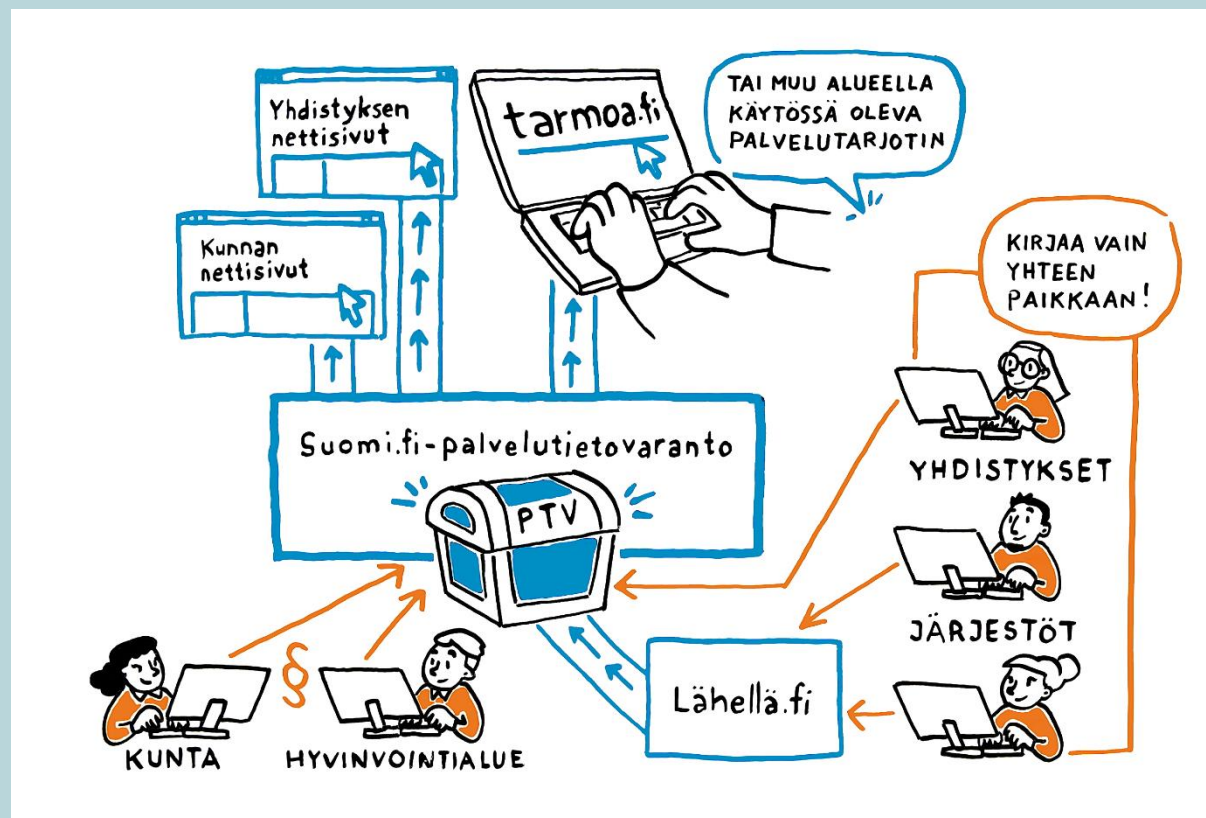 Yhdistyksen
nettisivut
tarmoa.fi
TAI MUU ALUEELLA
KÄYTÖSSÄ OLEVA
PALVELUTARJOTIN
Kunnan
nettisivut
KIRJAA VAIN
YHTEEN
PAIKKAAN!
Suomi.fi-palvelutietovaranto
PTV
YHDISTYKSET
JÄRJESTÖT
Lähellä.fi
§
KUNTA
HYVINVOINTIALUE